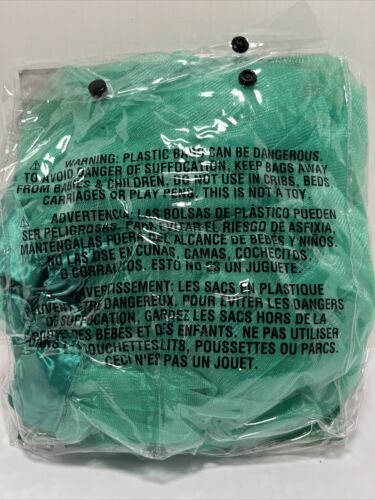 ⚠ WARNING: PLASTIC BAGS CAN BE DANGEROUS.
TO AVOID DANGER OF SUFFOCATION, KEEP BAGS AWAY
FROM BABIES & CHILDREN. DO NOT USE IN CRIBS, BEDS
CARRIAGES OR PLAY PENS. THIS IS NOT A TOY.
⚠ ADVERTENCIA: LAS BOLSAS DE PLÁSTICO PUEDEN
SER PELIGROSAS. PARA EVITAR EL RIESGO DE ASFIXIA,
MANTÉNGALAS FUERA DEL ALCANCE DE BEBÉS Y NIÑOS.
NO LAS USE EN CUNAS, CAMAS, COCHECITOS,
O CORRALITOS. ESTO NO ES UN JUGUETE.
AVERTISSEMENT: LES SACS EN PLASTIQUE
PEUVENT ÊTRE DANGEREUX. POUR ÉVITER LES DANGERS
DE SUFFOCATION, GARDEZ LES SACS HORS DE LA
PORTÉE DES BÉBÉS ET DES ENFANTS. NE PAS UTILISER
DANS COUCHETTES LITS, POUSSETTES OU PARCS.
CECI N'ES PAS UN JOUET.